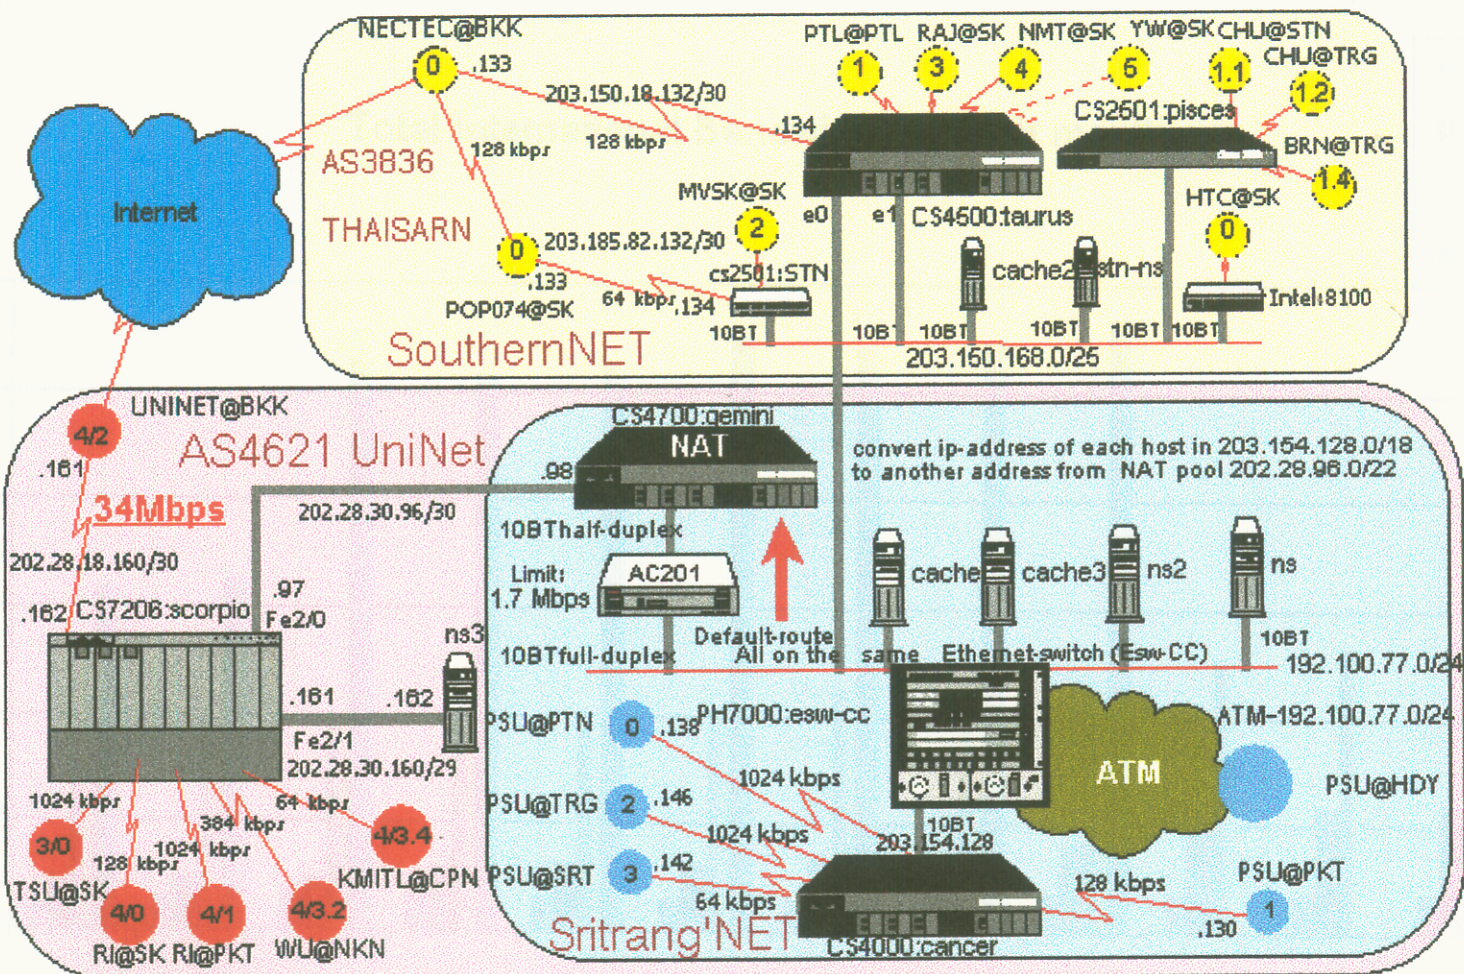 NECTEC@BKK
0
.133
203.150.18.132/30
128 kbps
128 kbps
.134
PTL@PTL
RAJ@SK
NMT@SK
YW@SK
CHU@STN
CHU@TRG
1
3
4
5
1.1
1.2
CS2501:pisces
BRN@TRG
1.4
AS3836
THAISARN
Internet
MVSK@SK
2
e0
e1
CS4500:taurus
HTC@SK
0
0
203.185.82.132/30
.133
POP074@SK
64 kbps
.134
cs2501:STN
cache2
stn-ns
Intel:8100
10BT
10BT
10BT
10BT
10BT
10BT
SouthernNET
203.150.168.0/25
UNINET@BKK
4/2
.161
AS4621 UniNet
34Mbps
202.28.18.160/30
.162
CS7206:scorpio
202.28.30.96/30
.97
Fe2/0
.98
CS4700:gemini
NAT
convert ip-address of each host in 203.154.128.0/18
to another address from NAT pool 202.28.96.0/22
10BThalf-duplex
Limit:
1.7 Mbps
AC201
cache
cache3
ns2
ns
10BTfull-duplex
Default-route
All on the same Ethernet-switch (Esw-CC)
10BT
192.100.77.0/24
ns3
.161
.162
Fe2/1
202.28.30.160/29
PSU@PTN
0
.138
PH7000:esw-cc
ATM-192.100.77.0/24
ATM
PSU@HDY
1024 kbps
PSU@TRG
2
.146
1024 kbps
10BT
203.154.128
PSU@SRT
3
.142
64 kbps
128 kbps
PSU@PKT
1
.130
Sritrang'NET
CS4000:cancer
1024 kbps
128 kbps
1024 kbps
384 kbps
64 kbps
3/0
TSU@SK
4/0
RI@SK
4/1
RI@PKT
4/3.2
WU@NKN
4/3.4
KMITL@CPN